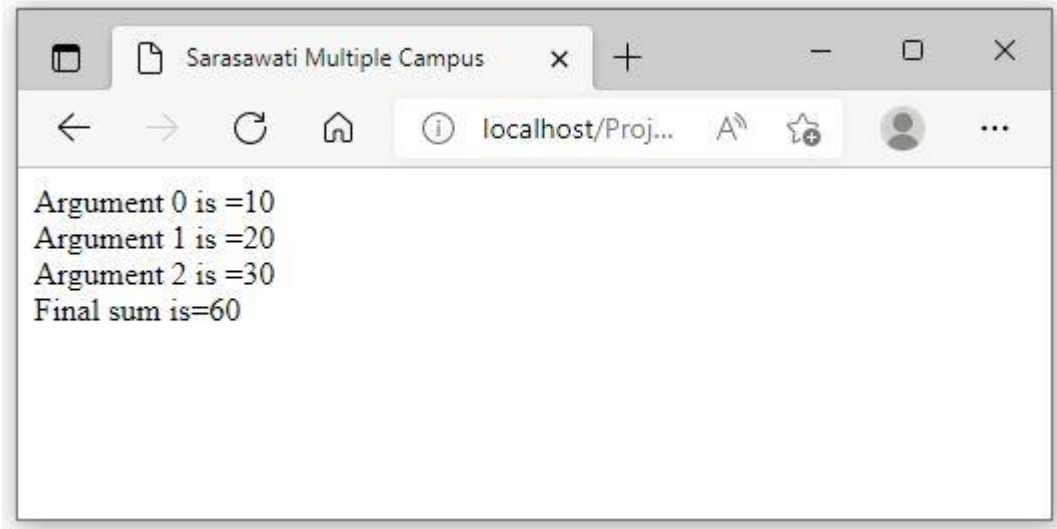 Sarasawati Multiple Campus
localhost/Proj...
Argument 0 is =10
Argument 1 is =20
Argument 2 is =30
Final sum is=60